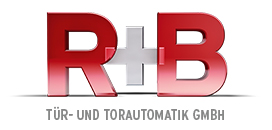 R+B
TÜR- UND TORAUTOMATIK GMBH